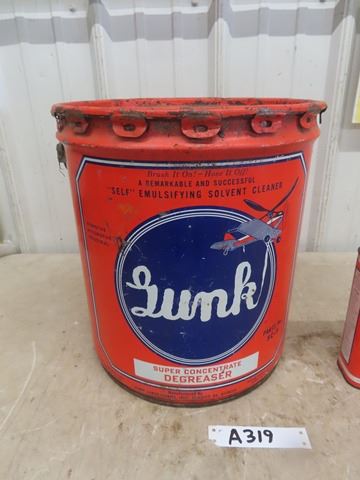 Brush It On! - Hose It Off!
A REMARKABLE AND SUCCESSFUL
"SELF" EMULSIFYING SOLVENT CLEANER
Gunk
SUPER CONCENTRATE
DEGREASER
A319